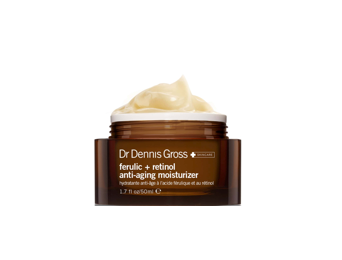 Dr Dennis Gross + SKINCARE
ferulic + retinol
anti-aging moisturizer
hydratante anti-âge à l'acide férulique et au rétinol
1.7 fl oz/50ml ℮